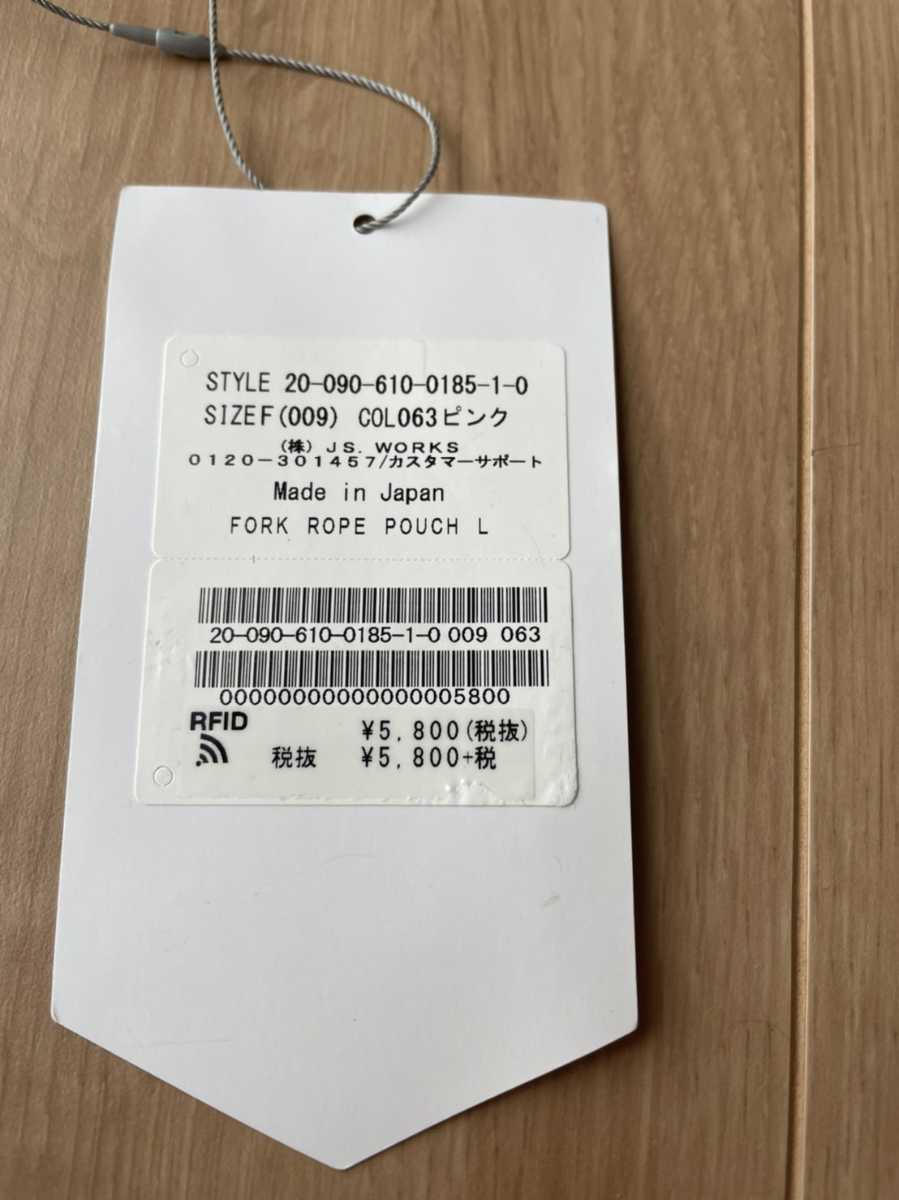 STYLE 20-090-610-0185-1-0
SIZEF(009) COL063ピンク
(株) JS. WORKS
0120-301457/カスタマーサポート
Made in Japan
FORK ROPE POUCH L
20-090-610-0185-1-0 009 063
00000000000000005800
RFID
¥5,800(税抜)
税抜 ¥5,800+税